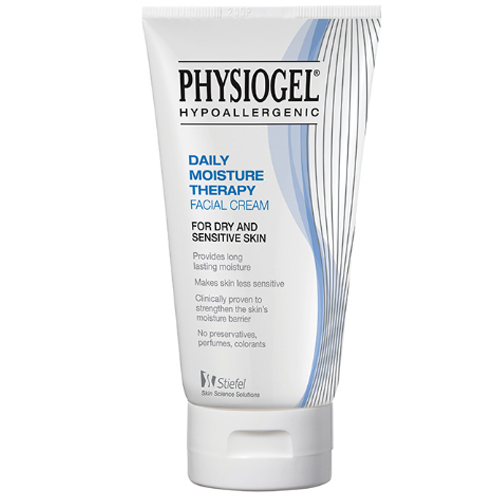 PHYSIOGEL®
HYPOALLERGENIC
DAILY
MOISTURE
THERAPY
FACIAL CREAM
FOR DRY AND
SENSITIVE SKIN
Provides long
lasting moisture
Makes skin less sensitive
Clinically proven to
strengthen the skin's
moisture barrier
No preservatives,
perfumes, colorants
Stiefel
Skin Science Solutions